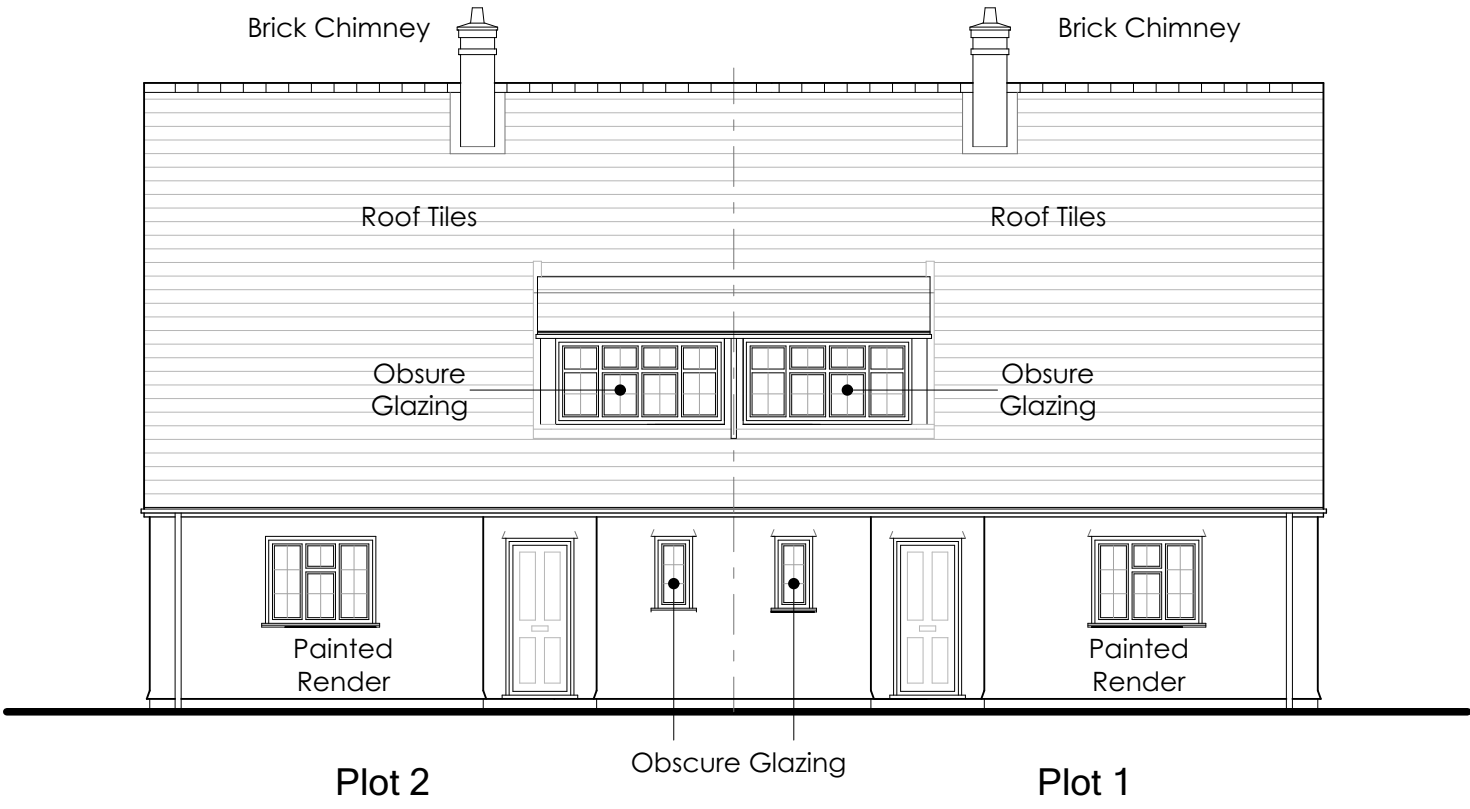 Brick Chimney
Brick Chimney
Roof Tiles
Roof Tiles
Obsure
Glazing
Obsure
Glazing
Painted
Render
Painted
Render
Obscure Glazing
Plot 2
Plot 1